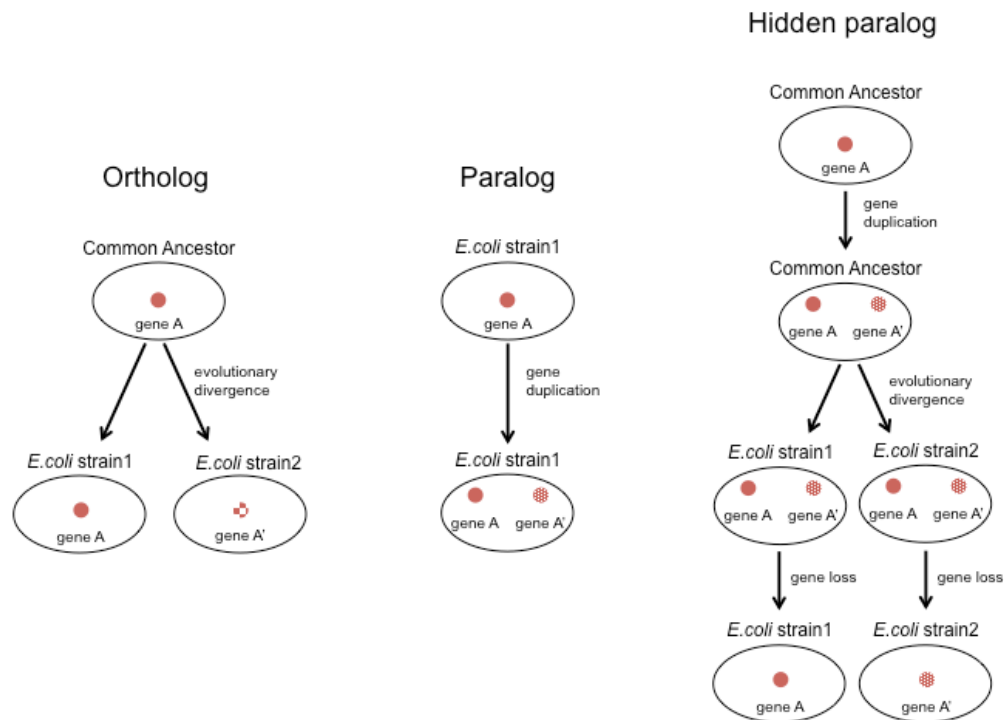 Ortholog
Common Ancestor
gene A
evolutionary
divergence
E.coli strain1
gene A
E.coli strain2
gene A'
Paralog
E.coli strain1
gene A
gene
duplication
E.coli strain1
gene A gene A'
Hidden paralog
Common Ancestor
gene A
gene
duplication
Common Ancestor
gene A gene A'
evolutionary
divergence
E.coli strain1
gene A gene A'
E.coli strain2
gene A gene A'
gene loss
gene loss
E.coli strain1
gene A
E.coli strain2
gene A'